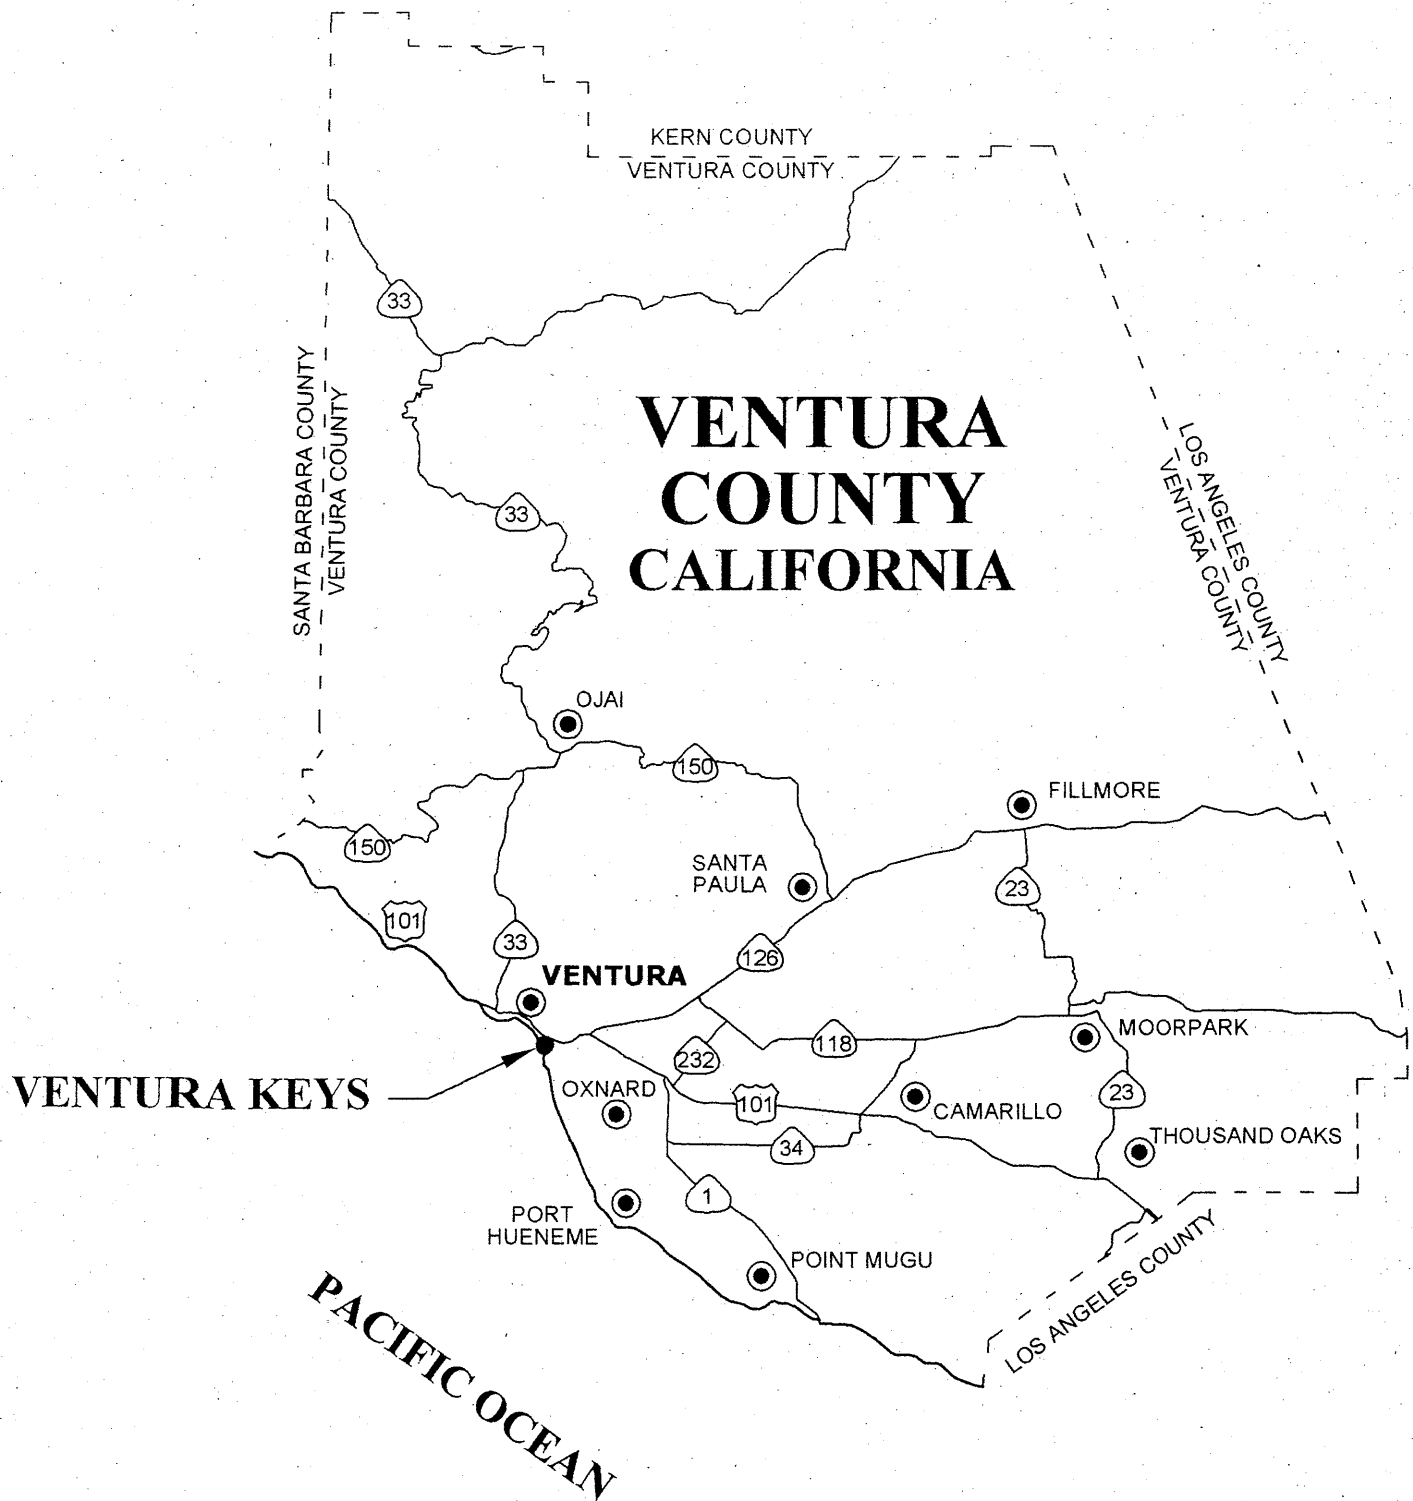 KERN COUNTY
VENTURA COUNTY
33
SANTA BARBARA COUNTY
VENTURA COUNTY
VENTURA
COUNTY
CALIFORNIA
LOS ANGELES COUNTY
VENTURA COUNTY
33
OJAI
150
FILLMORE
150
SANTA
PAULA
23
101
33
126
VENTURA
MOORPARK
118
232
VENTURA KEYS
OXNARD
101
CAMARILLO
23
THOUSAND OAKS
34
1
PORT
HUENEME
POINT MUGU
LOS ANGELES COUNTY
PACIFIC OCEAN